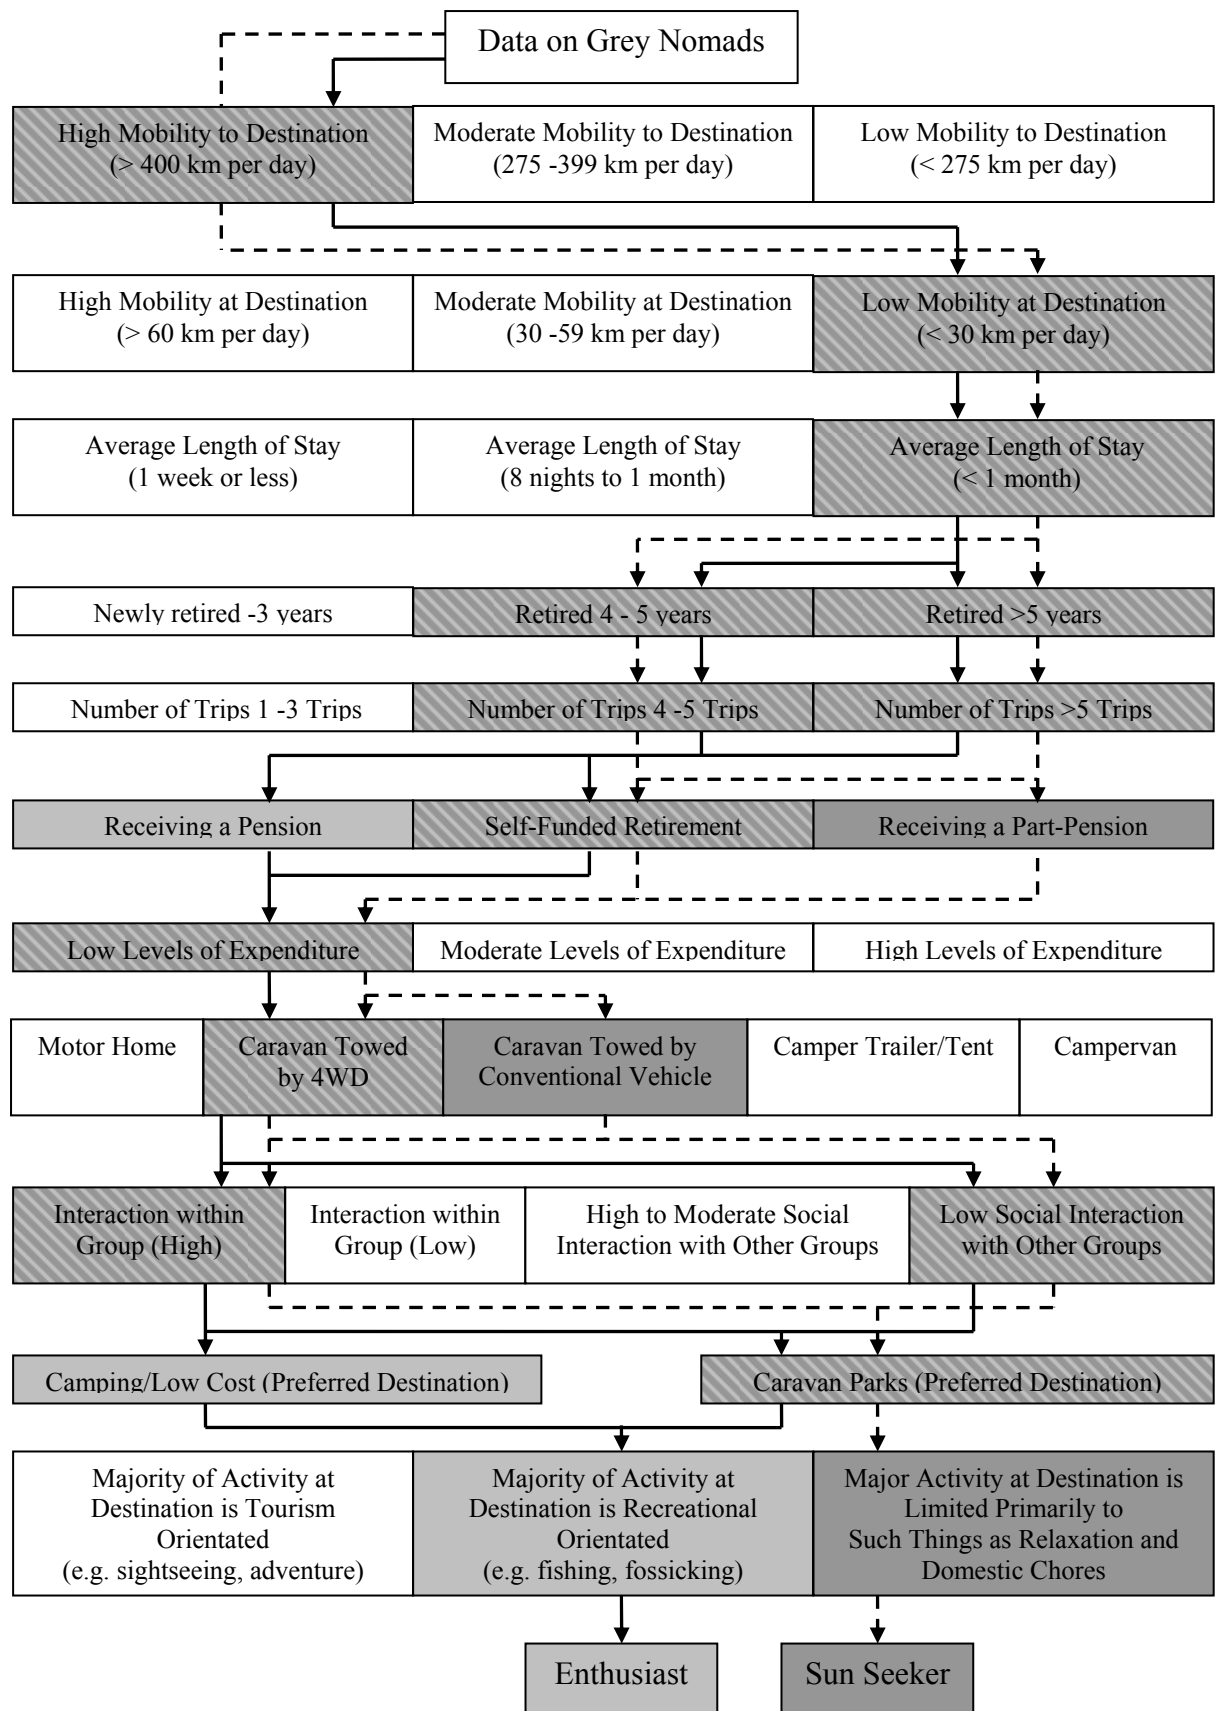 Data on Grey Nomads
High Mobility to Destination
(> 400 km per day)
Moderate Mobility to Destination
(275 -399 km per day)
Low Mobility to Destination
(< 275 km per day)
High Mobility at Destination
(> 60 km per day)
Moderate Mobility at Destination
(30 -59 km per day)
Low Mobility at Destination
(< 30 km per day)
Average Length of Stay
(1 week or less)
Average Length of Stay
(8 nights to 1 month)
Average Length of Stay
(< 1 month)
Newly retired -3 years
Retired 4 - 5 years
Retired >5 years
Number of Trips 1 -3 Trips
Number of Trips 4 -5 Trips
Number of Trips >5 Trips
Receiving a Pension
Self-Funded Retirement
Receiving a Part-Pension
Low Levels of Expenditure
Moderate Levels of Expenditure
High Levels of Expenditure
Motor Home
Caravan Towed
by 4WD
Caravan Towed by
Conventional Vehicle
Camper Trailer/Tent
Campervan
Interaction within
Group (High)
Interaction within
Group (Low)
High to Moderate Social
Interaction with Other Groups
Low Social Interaction
with Other Groups
Camping/Low Cost (Preferred Destination)
Caravan Parks (Preferred Destination)
Majority of Activity at
Destination is Tourism
Orientated
(e.g. sightseeing, adventure)
Majority of Activity at
Destination is Recreational
Orientated
(e.g. fishing, fossicking)
Major Activity at Destination is
Limited Primarily to
Such Things as Relaxation and
Domestic Chores
Enthusiast
Sun Seeker